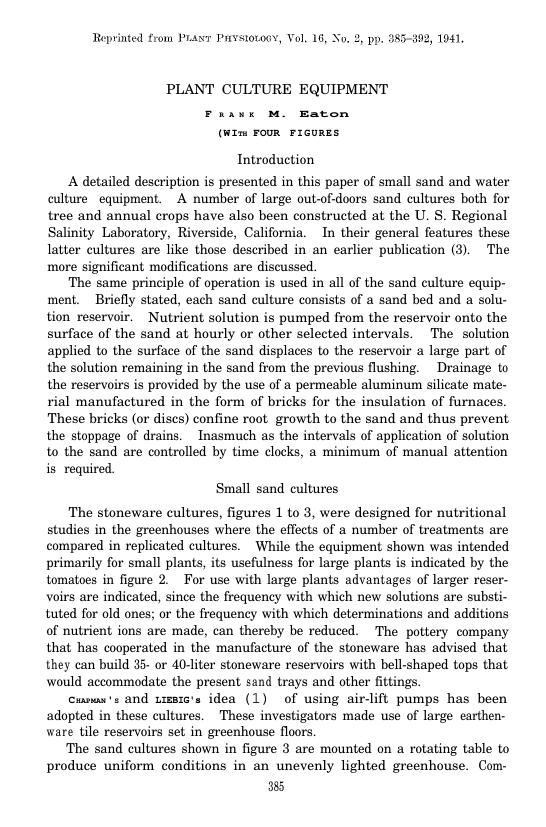 Reprinted from PLANT PHYSIOLOGY, Vol. 16, No. 2, pp. 385–392, 1941.
PLANT CULTURE EQUIPMENT
FRANK M. Eaton
(WITH FOUR FIGURES
Introduction
A detailed description is presented in this paper of small sand and water
culture equipment. A number of large out-of-doors sand cultures both for
tree and annual crops have also been constructed at the U. S. Regional
Salinity Laboratory, Riverside, California. In their general features these
latter cultures are like those described in an earlier publication (3). The
more significant modifications are discussed.
The same principle of operation is used in all of the sand culture equip-
ment. Briefly stated, each sand culture consists of a sand bed and a solu-
tion reservoir. Nutrient solution is pumped from the reservoir onto the
surface of the sand at hourly or other selected intervals. The solution
applied to the surface of the sand displaces to the reservoir a large part of
the solution remaining in the sand from the previous flushing. Drainage to
the reservoirs is provided by the use of a permeable aluminum silicate mate-
rial manufactured in the form of bricks for the insulation of furnaces.
These bricks (or discs) confine root growth to the sand and thus prevent
the stoppage of drains. Inasmuch as the intervals of application of solution
to the sand are controlled by time clocks, a minimum of manual attention
is required.
Small sand cultures
The stoneware cultures, figures 1 to 3, were designed for nutritional
studies in the greenhouses where the effects of a number of treatments are
compared in replicated cultures. While the equipment shown was intended
primarily for small plants, its usefulness for large plants is indicated by the
tomatoes in figure 2. For use with large plants advantages of larger reser-
voirs are indicated, since the frequency with which new solutions are substi-
tuted for old ones; or the frequency with which determinations and additions
of nutrient ions are made, can thereby be reduced. The pottery company
that has cooperated in the manufacture of the stoneware has advised that
they can build 35- or 40-liter stoneware reservoirs with bell-shaped tops that
would accommodate the present sand trays and other fittings.
CHAPMAN'S and LIEBIG'S idea (1) of using air-lift pumps has been
adopted in these cultures. These investigators made use of large earthen-
ware tile reservoirs set in greenhouse floors.
The sand cultures shown in figure 3 are mounted on a rotating table to
produce uniform conditions in an unevenly lighted greenhouse. Com-
385